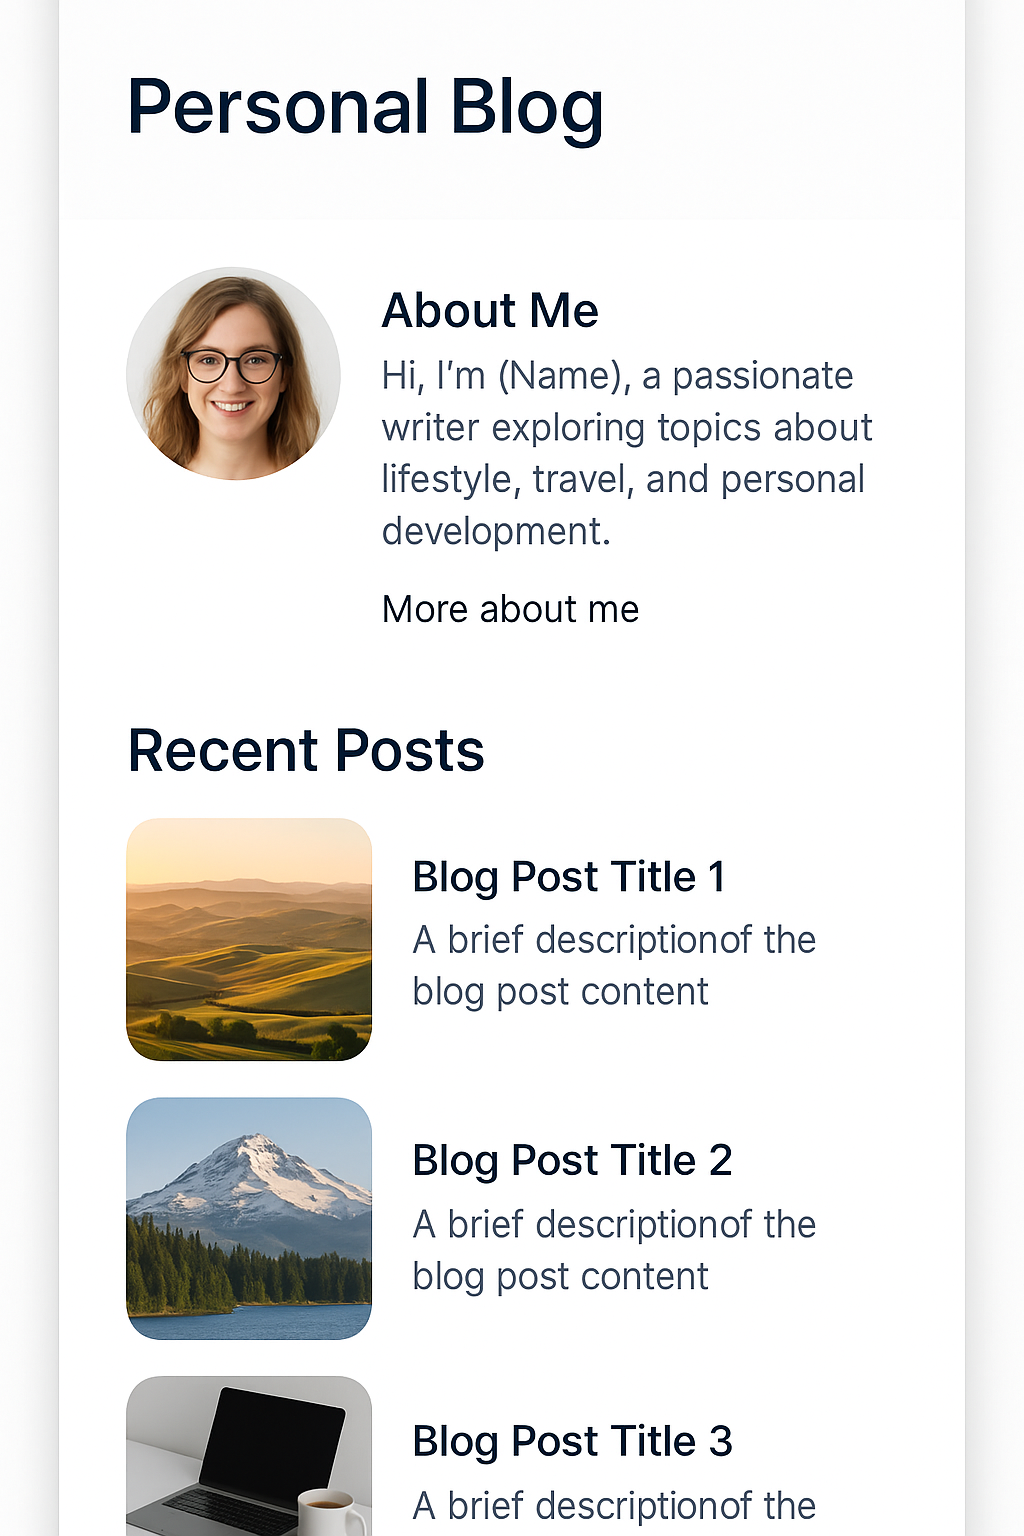 Personal Blog
About Me
Hi, I’m (Name), a passionate
writer exploring topics about
lifestyle, travel, and personal
development.
More about me
Recent Posts
Blog Post Title 1
A brief descriptionof the
blog post content
Blog Post Title 2
A brief descriptionof the
blog post content
Blog Post Title 3
A brief descriptionof the